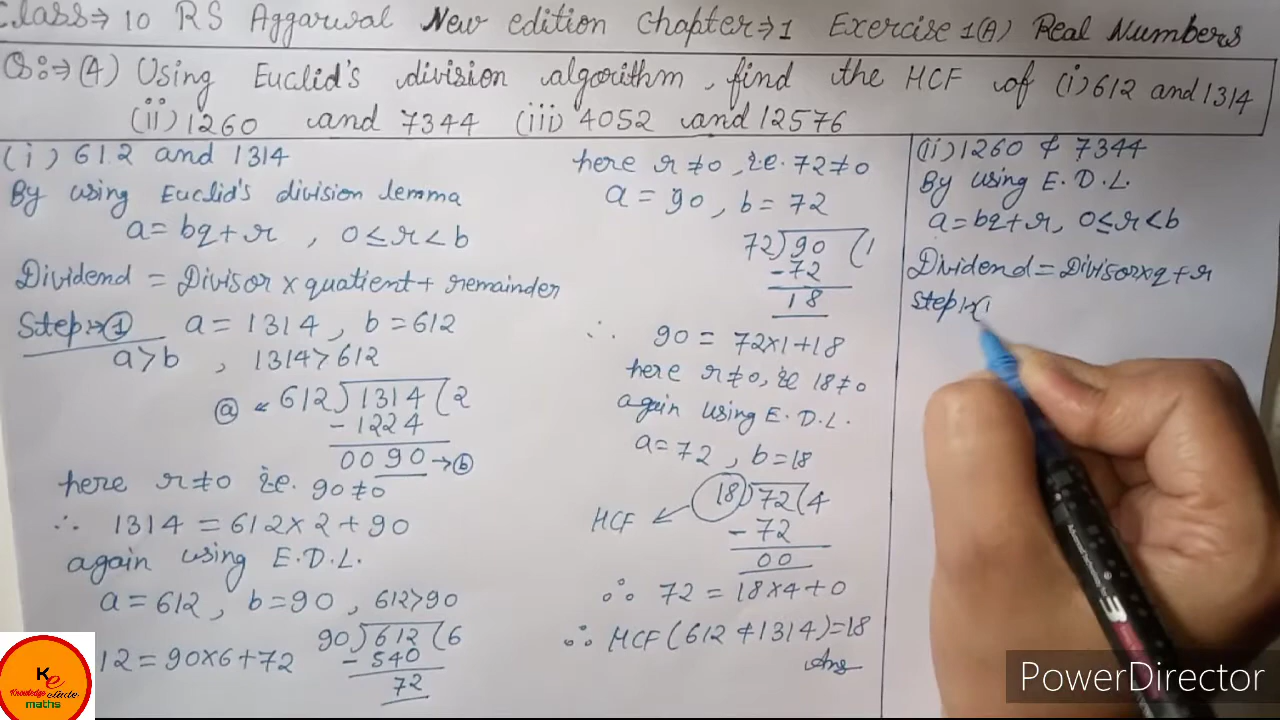 Class⇒ 10 RS Aggarwal New edition Chapter⇒1 Exercise 1(A) Real Numbers
Q:⇒(4) Using Euclid's division algorithm, find the HCF of (i) 612 and 1314
(ii) 1260 and 7344 (iii) 4052 and 12576
(i) 612 and 1314
By using Euclid's division lemma
a = bq + r , 0 ≤ r < b
Dividend = Divisor x quatient + remainder
Step:→① a = 1314 , b = 612
a > b , 1314 > 612
ⓐ ← 612) 1314 (2
- 1224
0090 → ⓑ
here r ≠ 0 i.e. 90 ≠ 0
∴ 1314 = 612 x 2 + 90
again using E.D.L.
a = 612 , b = 90 , 612 > 90
90) 612 (6
12 = 90 x 6 + 72
- 540
72
here r ≠ 0 , i.e. 72 ≠ 0
a = 90 , b = 72
72) 90 (1
- 72
18
∴ 90 = 72 x 1 + 18
here r ≠ 0, i.e 18 ≠ 0
again using E.D.L.
a = 72 , b = 18
18) 72 (4
HCF ←
- 72
00
∴ 72 = 18 x 4 + 0
∴ HCF (612 & 1314) = 18
Ans
(ii) 1260 & 7344
By using E.D.L.
a = bq + r, 0 ≤ r < b
Dividend = Divisor x q + r
Step:→(1
Ke
Knowledge elude
maths
PowerDirector